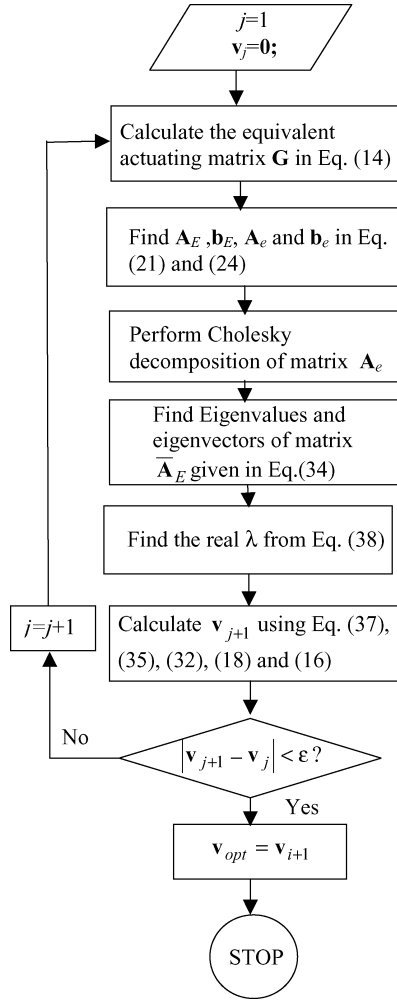 j=1
v_j=0;
Calculate the equivalent
actuating matrix G in Eq. (14)
Find A_E ,b_E, A_e and b_e in Eq.
(21) and (24)
Perform Cholesky
decomposition of matrix A_e
Find Eigenvalues and
eigenvectors of matrix
A̅_E given in Eq.(34)
Find the real λ from Eq. (38)
j=j+1
Calculate v_{j+1} using Eq. (37),
(35), (32), (18) and (16)
No
|v_{j+1} − v_j| < ε ?
Yes
v_{opt} = v_{i+1}
STOP